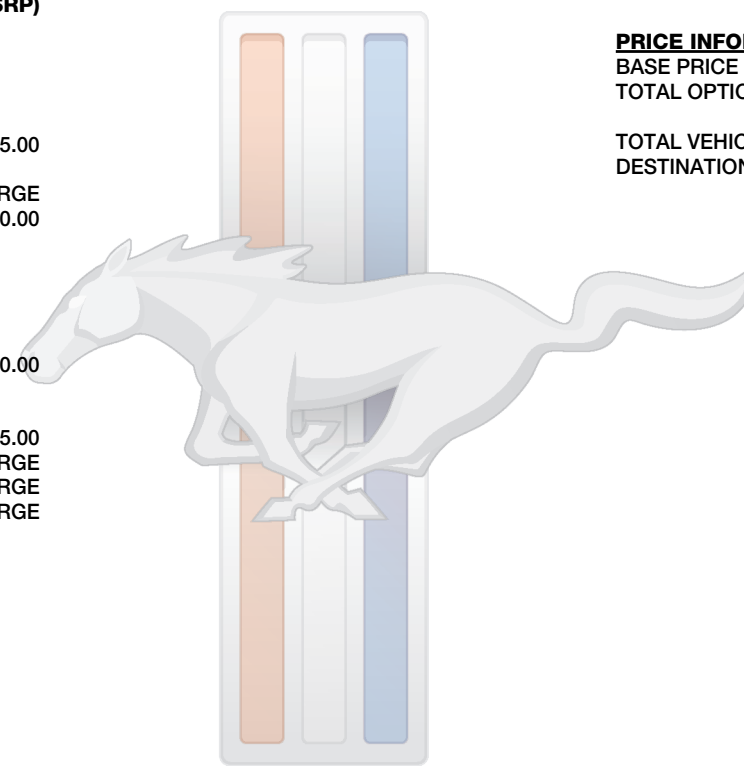 SRP)
5.00
RGE
0.00
0.00
5.00
RGE
RGE
RGE
PRICE INFO
BASE PRICE
TOTAL OPTIO
TOTAL VEHIC
DESTINATION